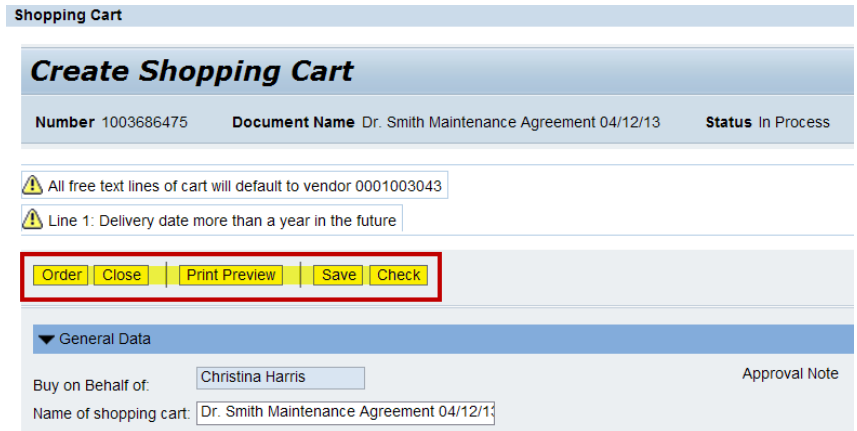 Shopping Cart
Create Shopping Cart
Number 1003686475 Document Name Dr. Smith Maintenance Agreement 04/12/13 Status In Process
All free text lines of cart will default to vendor 0001003043
Line 1: Delivery date more than a year in the future
Order Close Print Preview Save Check
General Data
Buy on Behalf of: Christina Harris Approval Note
Name of shopping cart: Dr. Smith Maintenance Agreement 04/12/1